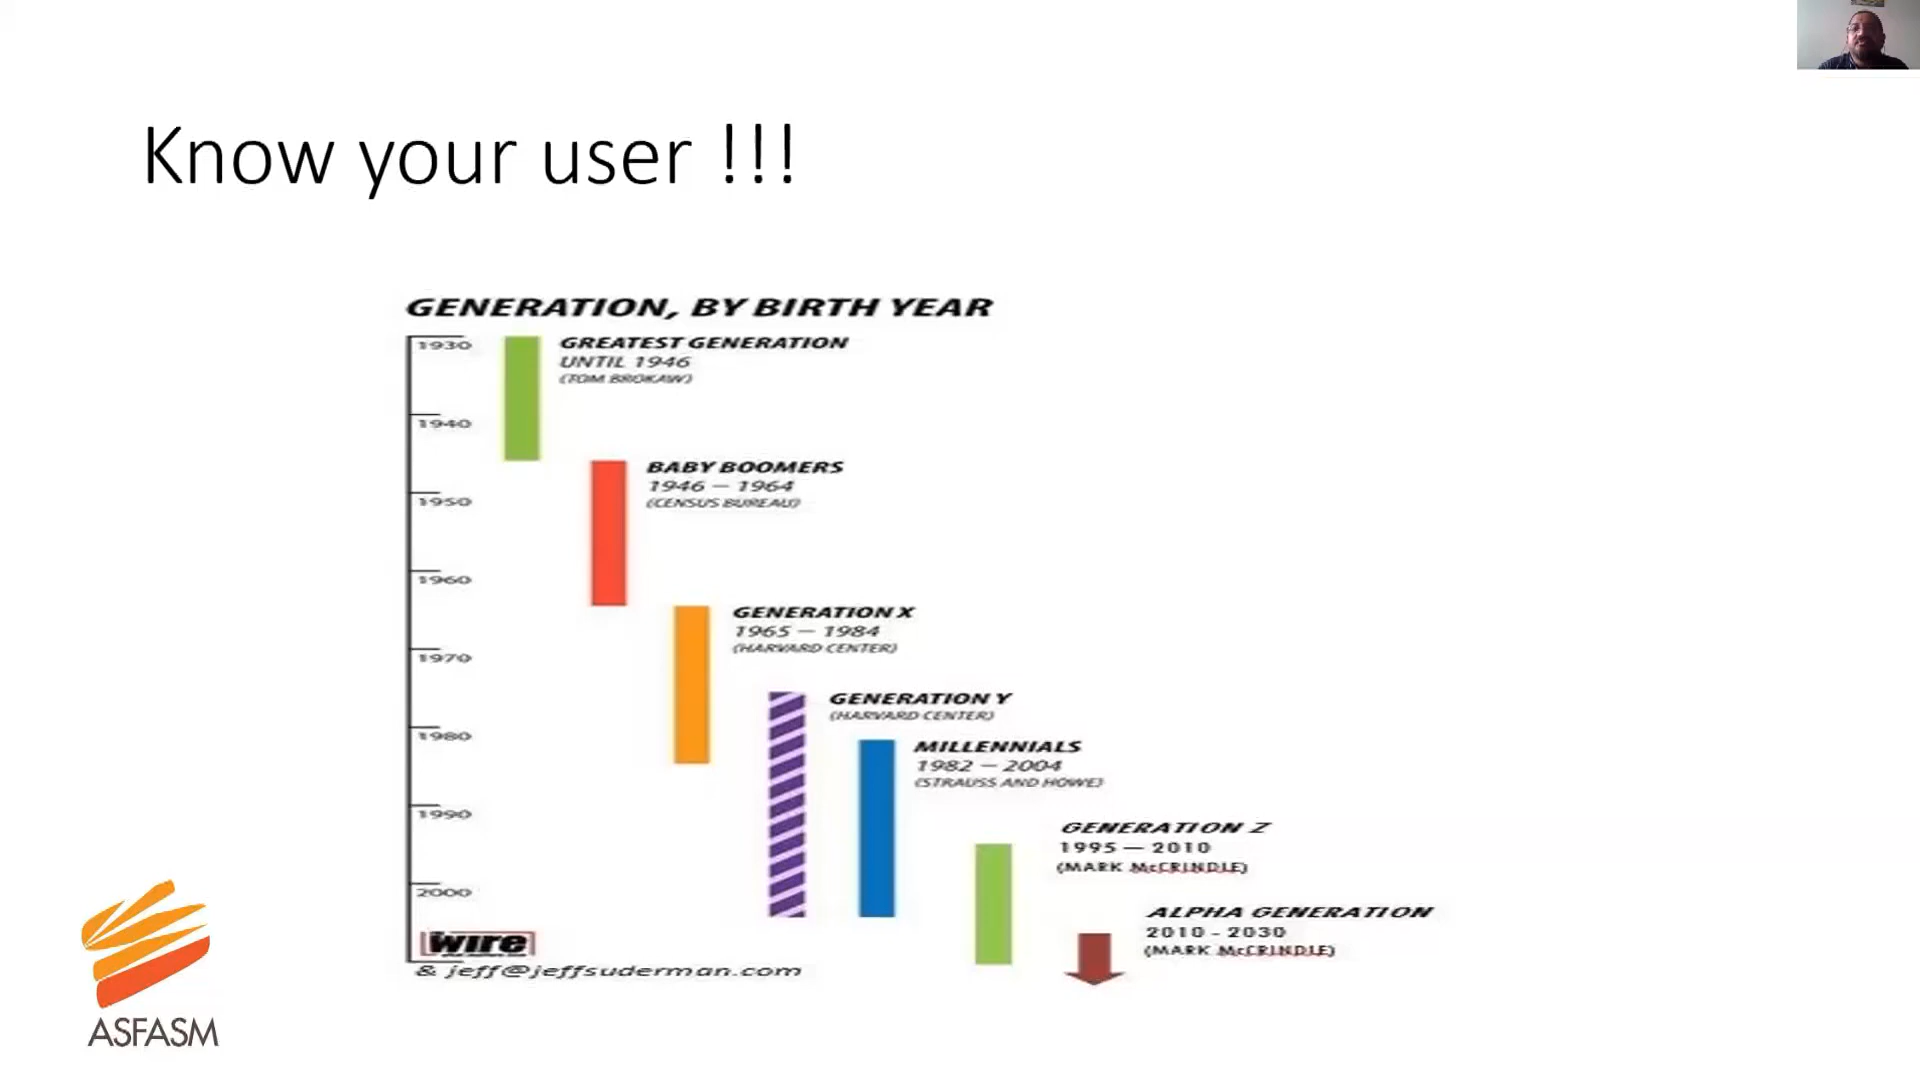 Know your user !!!
GENERATION, BY BIRTH YEAR
1930
GREATEST GENERATION
UNTIL 1946
(TOM BROKAW)
1940
BABY BOOMERS
1946 – 1964
(CENSUS BUREAU)
1950
1960
GENERATION X
1965 – 1984
(HARVARD CENTER)
1970
GENERATION Y
(HARVARD CENTER)
1980
MILLENNIALS
1982 – 2004
(STRAUSS AND HOWE)
1990
GENERATION Z
1995 — 2010
(MARK McCRINDLE)
2000
ALPHA GENERATION
2010 - 2030
(MARK McCRINDLE)
wire
& jeff@jeffsuderman.com
ASFASM